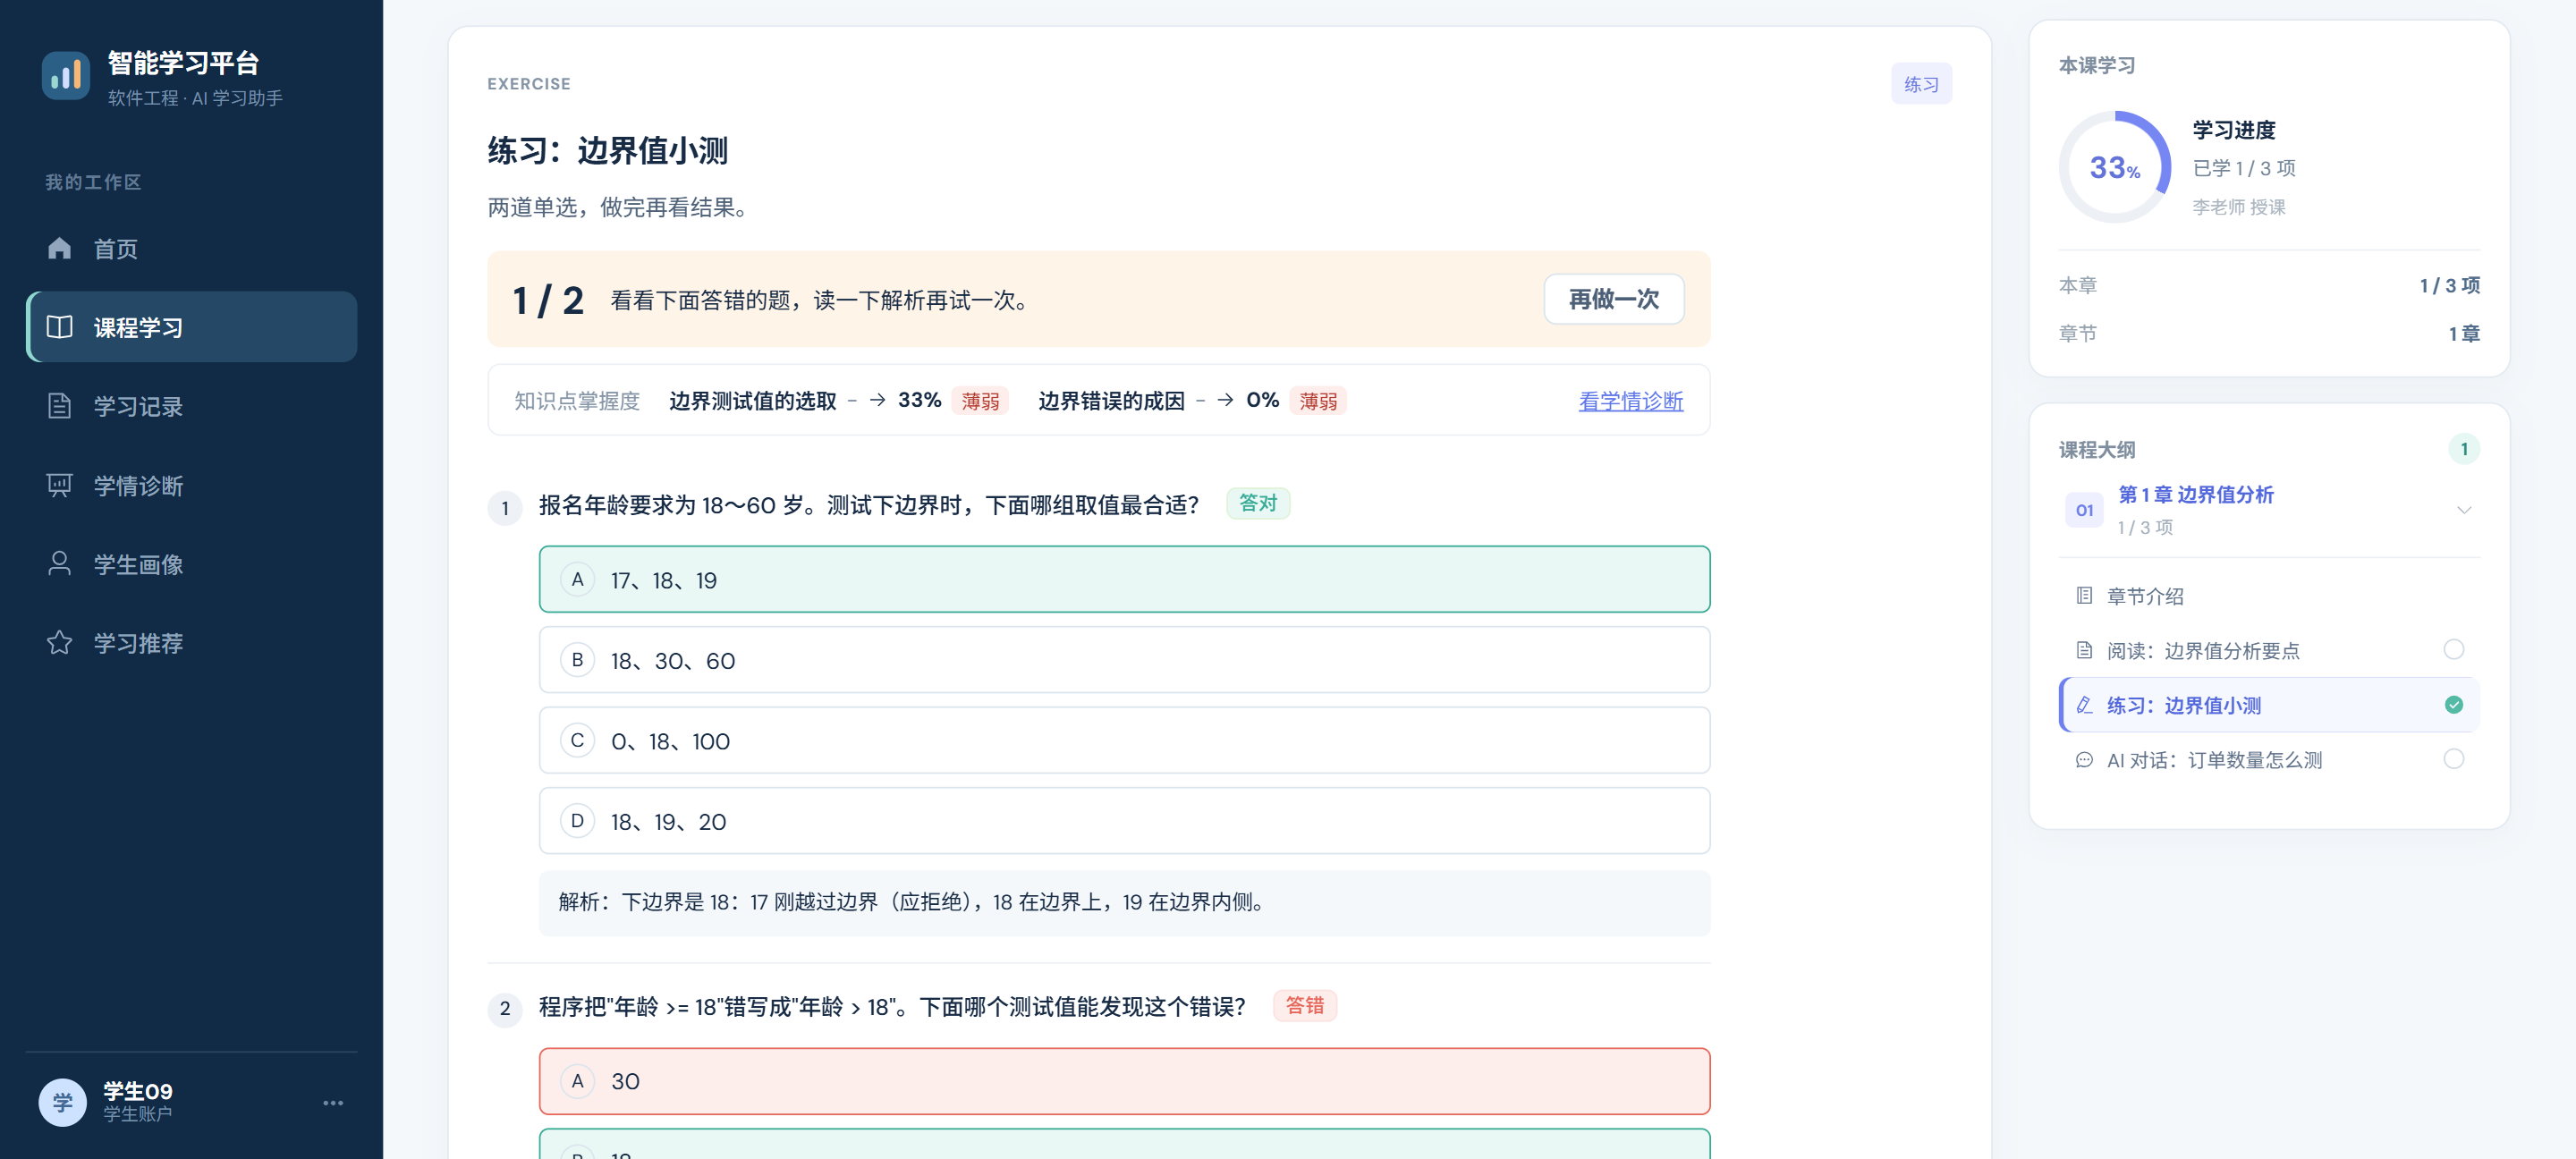 智能学习平台
软件工程 · AI 学习助手
我的工作区
首页
课程学习
学习记录
学情诊断
学生画像
学习推荐
学
学生09
学生账户
EXERCISE
练习
练习：边界值小测
两道单选，做完再看结果。
1 / 2 看看下面答错的题，读一下解析再试一次。 再做一次
知识点掌握度 边界测试值的选取 – → 33% 薄弱 边界错误的成因 – → 0% 薄弱 看学情诊断
1 报名年龄要求为 18～60 岁。测试下边界时，下面哪组取值最合适？ 答对
A 17、18、19
B 18、30、60
C 0、18、100
D 18、19、20
解析：下边界是 18：17 刚越过边界（应拒绝），18 在边界上，19 在边界内侧。
2 程序把"年龄 >= 18"错写成"年龄 > 18"。下面哪个测试值能发现这个错误？ 答错
A 30
本课学习
33%
学习进度
已学 1 / 3 项
李老师 授课
本章 1 / 3 项
章节 1 章
课程大纲 1
01 第 1 章 边界值分析
1 / 3 项
章节介绍
阅读：边界值分析要点
练习：边界值小测
AI 对话：订单数量怎么测